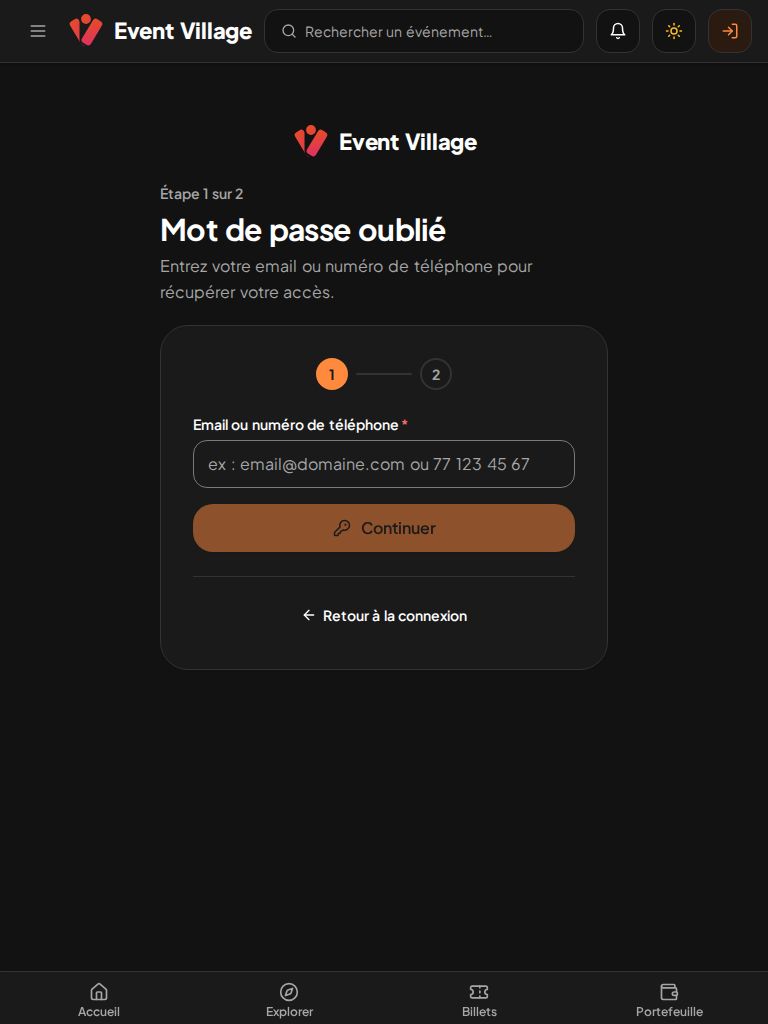 Event Village
Rechercher un événement...
Event Village
Étape 1 sur 2
Mot de passe oublié
Entrez votre email ou numéro de téléphone pour
récupérer votre accès.
1
2
Email ou numéro de téléphone *
ex : email@domaine.com ou 77 123 45 67
Continuer
Retour à la connexion
Accueil
Explorer
Billets
Portefeuille